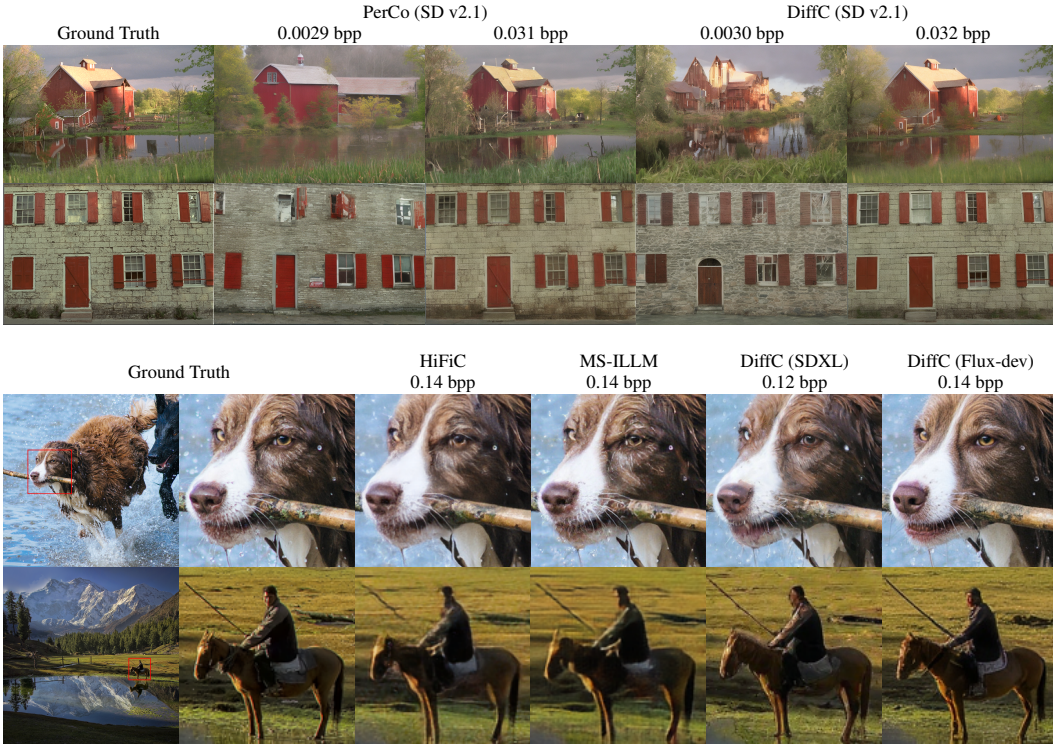 PerCo (SD v2.1) DiffC (SD v2.1)
Ground Truth 0.0029 bpp 0.031 bpp 0.0030 bpp 0.032 bpp
Ground Truth HiFiC MS-ILLM DiffC (SDXL) DiffC (Flux-dev)
0.14 bpp 0.14 bpp 0.12 bpp 0.14 bpp